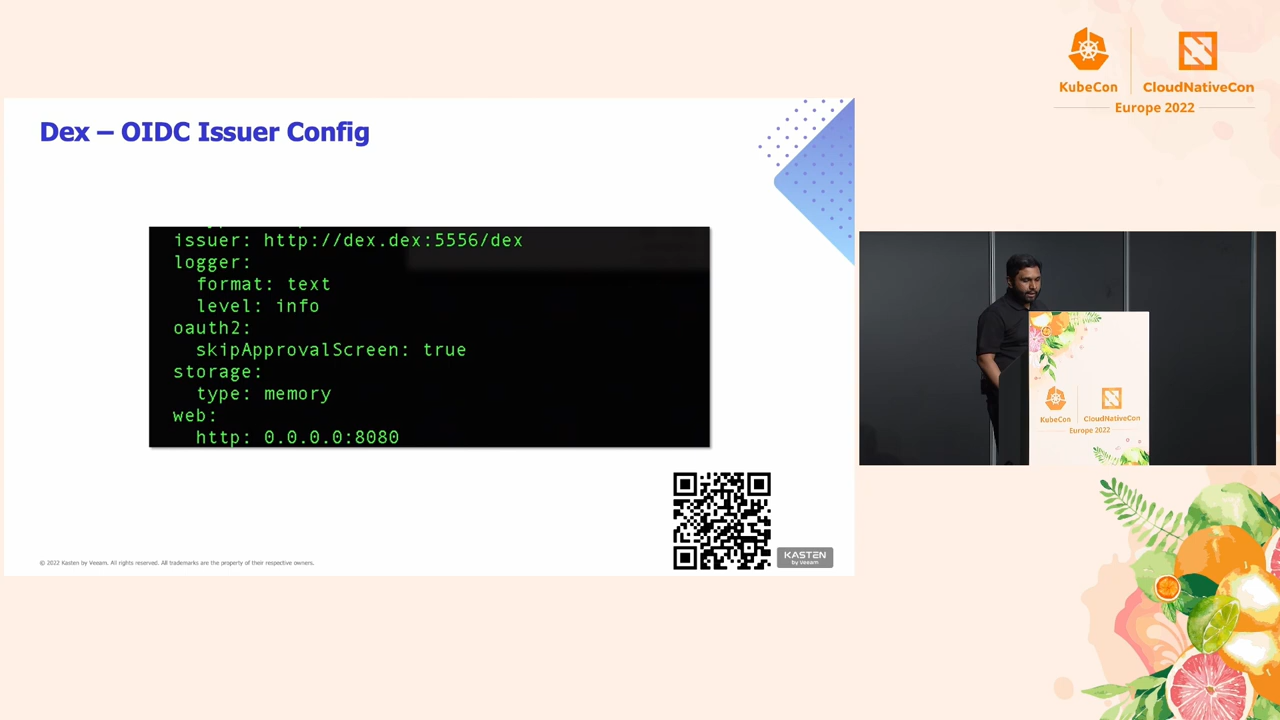 KubeCon
CloudNativeCon
Europe 2022
Dex – OIDC Issuer Config
issuer: http://dex.dex:5556/dex
logger:
format: text
level: info
oauth2:
skipApprovalScreen: true
storage:
type: memory
web:
http: 0.0.0.0:8080
KubeCon
CloudNativeCon
Europe 2022
© 2022 Kasten by Veeam. All rights reserved. All trademarks are the property of their respective owners.
KASTEN
by Veeam